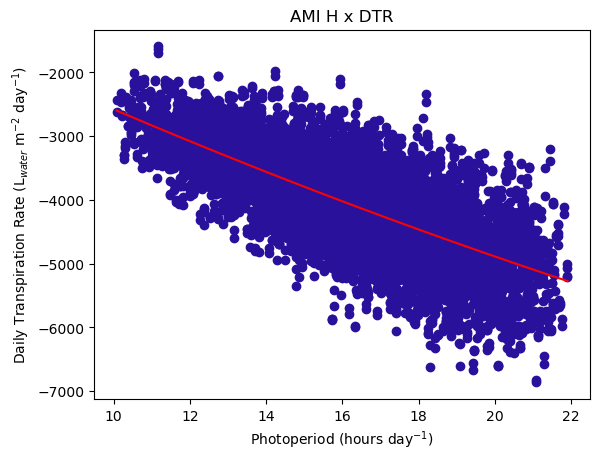 AMI H x DTR
Daily Transpiration Rate (L_water m⁻² day⁻¹)
−2000
−3000
−4000
−5000
−6000
−7000
10 12 14 16 18 20 22
Photoperiod (hours day⁻¹)